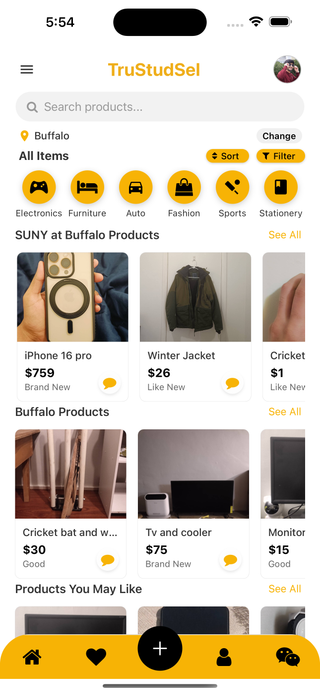 5:54
TruStudSel
Search products...
Buffalo
Change
All Items
Sort
Filter
Electronics Furniture Auto Fashion Sports Stationery
SUNY at Buffalo Products
See All
iPhone 16 pro
$759
Brand New
Winter Jacket
$26
Like New
Cricket
$1
Like New
Buffalo Products
See All
Cricket bat and w...
$30
Good
Tv and cooler
$75
Brand New
Monitor
$15
Good
Products You May Like
See All